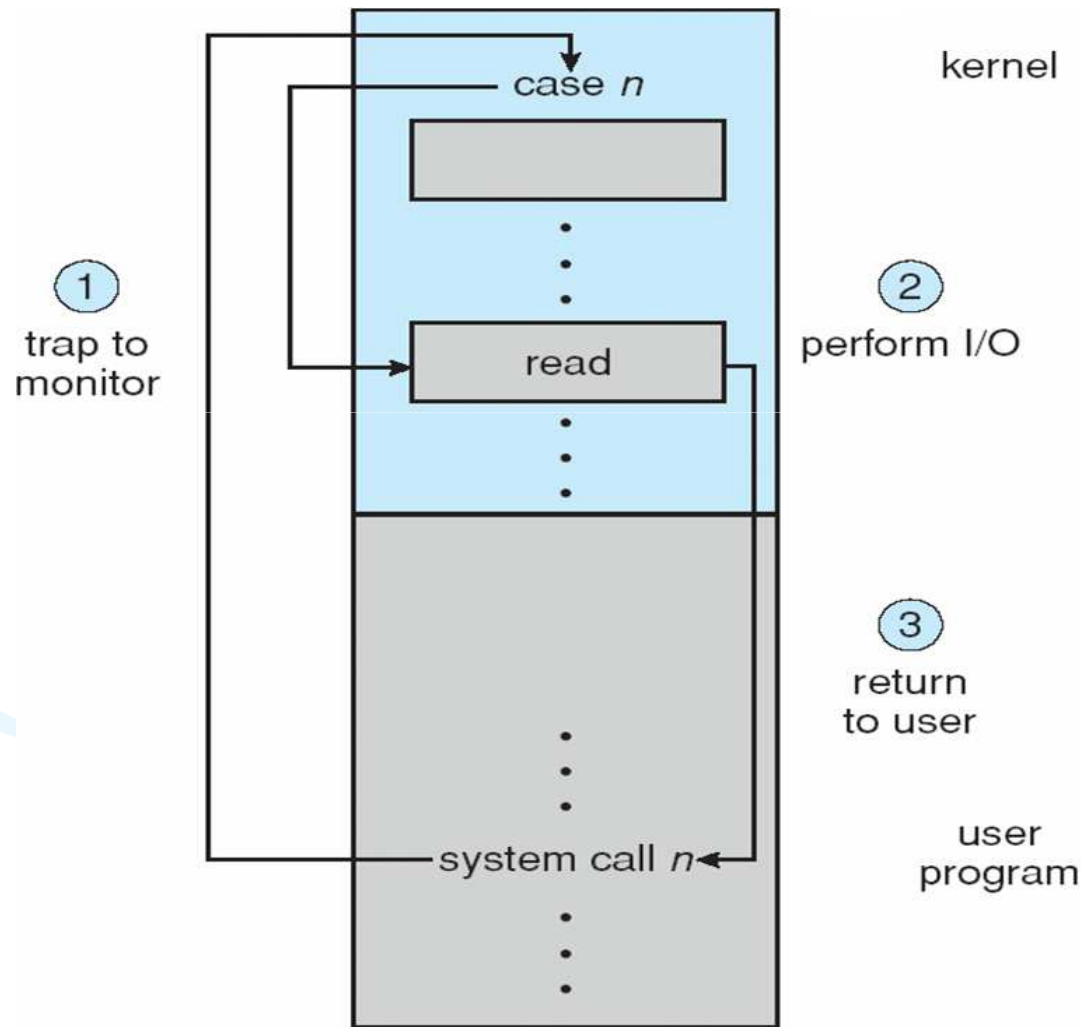 kernel
case n
1
trap to
monitor
2
perform I/O
read
3
return
to user
system call n
user
program